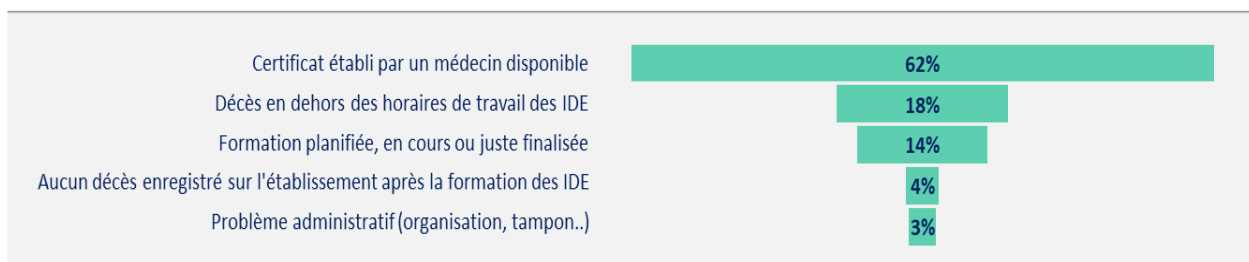 Certificat établi par un médecin disponible 62%
Décès en dehors des horaires de travail des IDE 18%
Formation planifiée, en cours ou juste finalisée 14%
Aucun décès enregistré sur l'établissement après la formation des IDE 4%
Problème administratif (organisation, tampon..) 3%